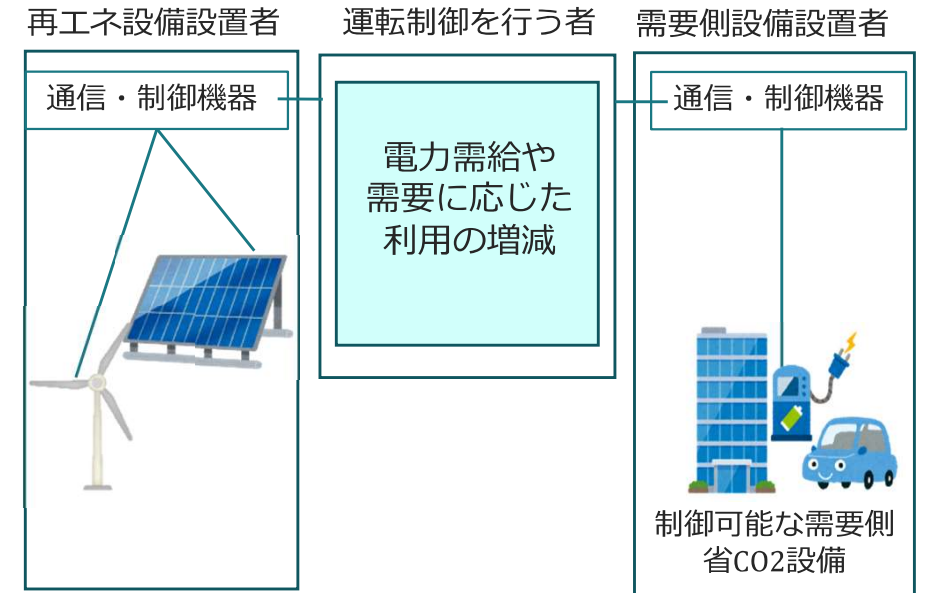 再エネ設備設置者
運転制御を行う者
需要側設備設置者
通信・制御機器
通信・制御機器
電力需給や
需要に応じた
利用の増減
制御可能な需要側
省CO2設備